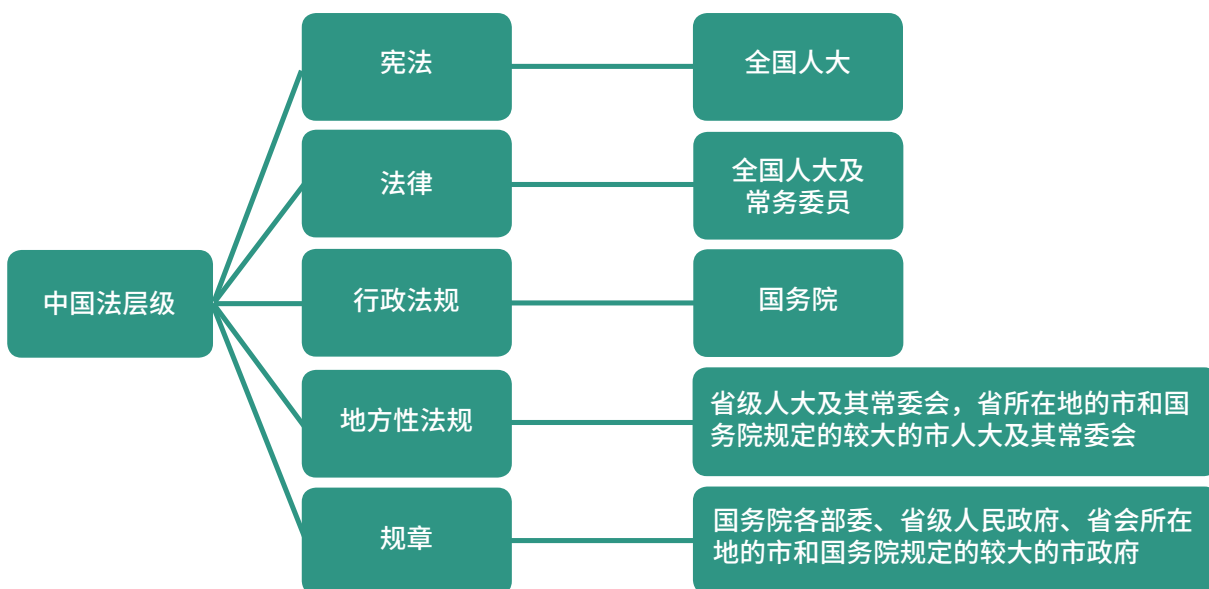 中国法层级
宪法
全国人大
法律
全国人大及
常务委员
行政法规
国务院
地方性法规
省级人大及其常委会，省所在地的市和国
务院规定的较大的市人大及其常委会
规章
国务院各部委、省级人民政府、省会所在
地的市和国务院规定的较大的市政府